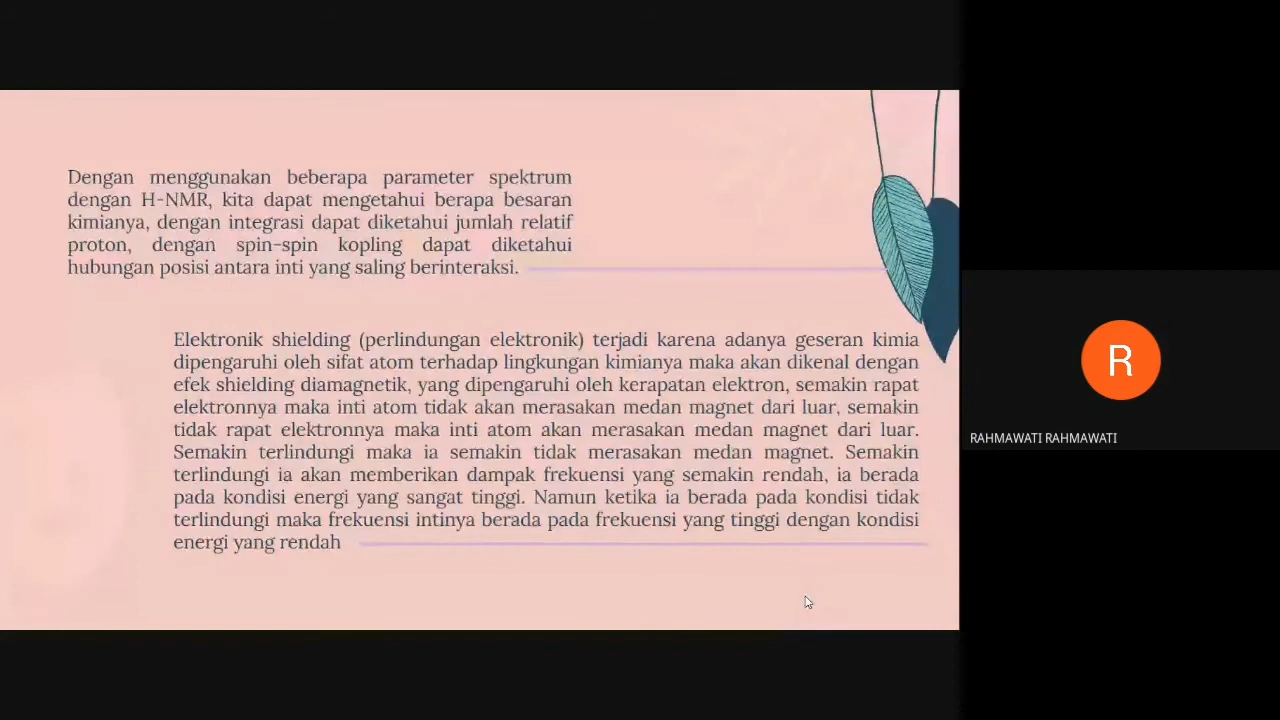 Dengan menggunakan beberapa parameter spektrum
dengan H-NMR, kita dapat mengetahui berapa besaran
kimianya, dengan integrasi dapat diketahui jumlah relatif
proton, dengan spin-spin kopling dapat diketahui
hubungan posisi antara inti yang saling berinteraksi.
Elektronik shielding (perlindungan elektronik) terjadi karena adanya geseran kimia
dipengaruhi oleh sifat atom terhadap lingkungan kimianya maka akan dikenal dengan
efek shielding diamagnetik, yang dipengaruhi oleh kerapatan elektron, semakin rapat
elektronnya maka inti atom tidak akan merasakan medan magnet dari luar, semakin
tidak rapat elektronnya maka inti atom akan merasakan medan magnet dari luar.
Semakin terlindungi maka ia semakin tidak merasakan medan magnet. Semakin
terlindungi ia akan memberikan dampak frekuensi yang semakin rendah, ia berada
pada kondisi energi yang sangat tinggi. Namun ketika ia berada pada kondisi tidak
terlindungi maka frekuensi intinya berada pada frekuensi yang tinggi dengan kondisi
energi yang rendah
R
RAHMAWATI RAHMAWATI